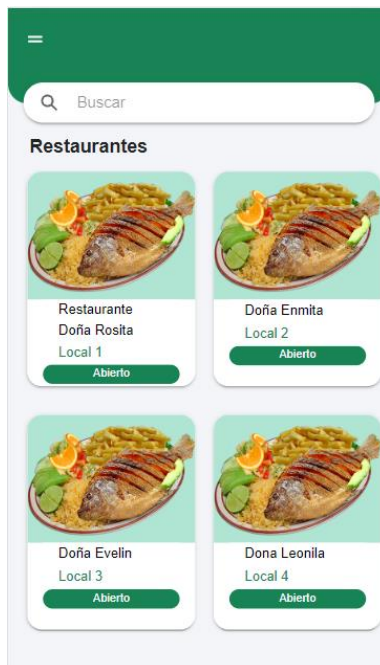 Buscar
Restaurantes
Restaurante
Doña Rosita
Local 1
Abierto
Doña Enmita
Local 2
Abierto
Doña Evelin
Local 3
Abierto
Dona Leonila
Local 4
Abierto